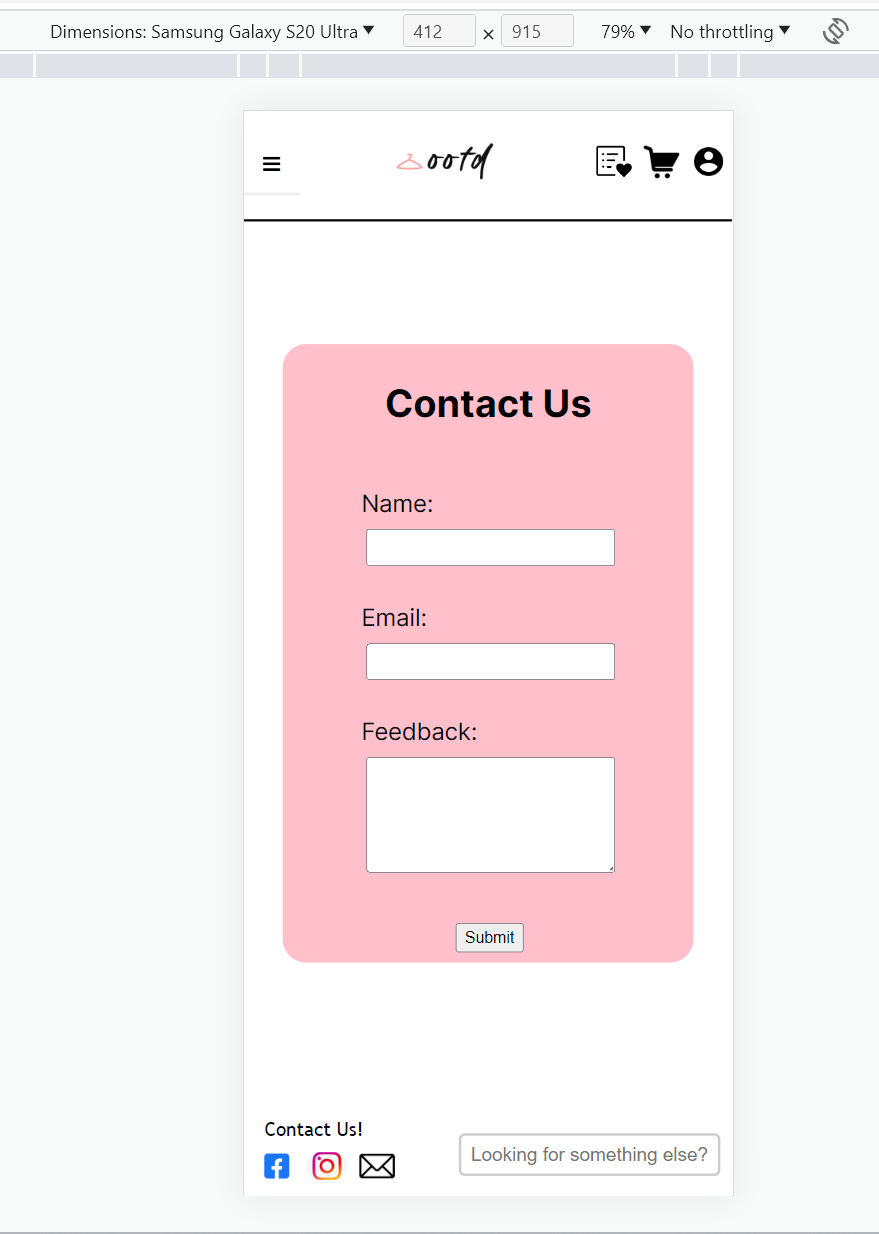 Dimensions: Samsung Galaxy S20 Ultra ▼ 412 × 915 79% ▼ No throttling ▼
ootd
Contact Us
Name:
Email:
Feedback:
Submit
Contact Us!
Looking for something else?